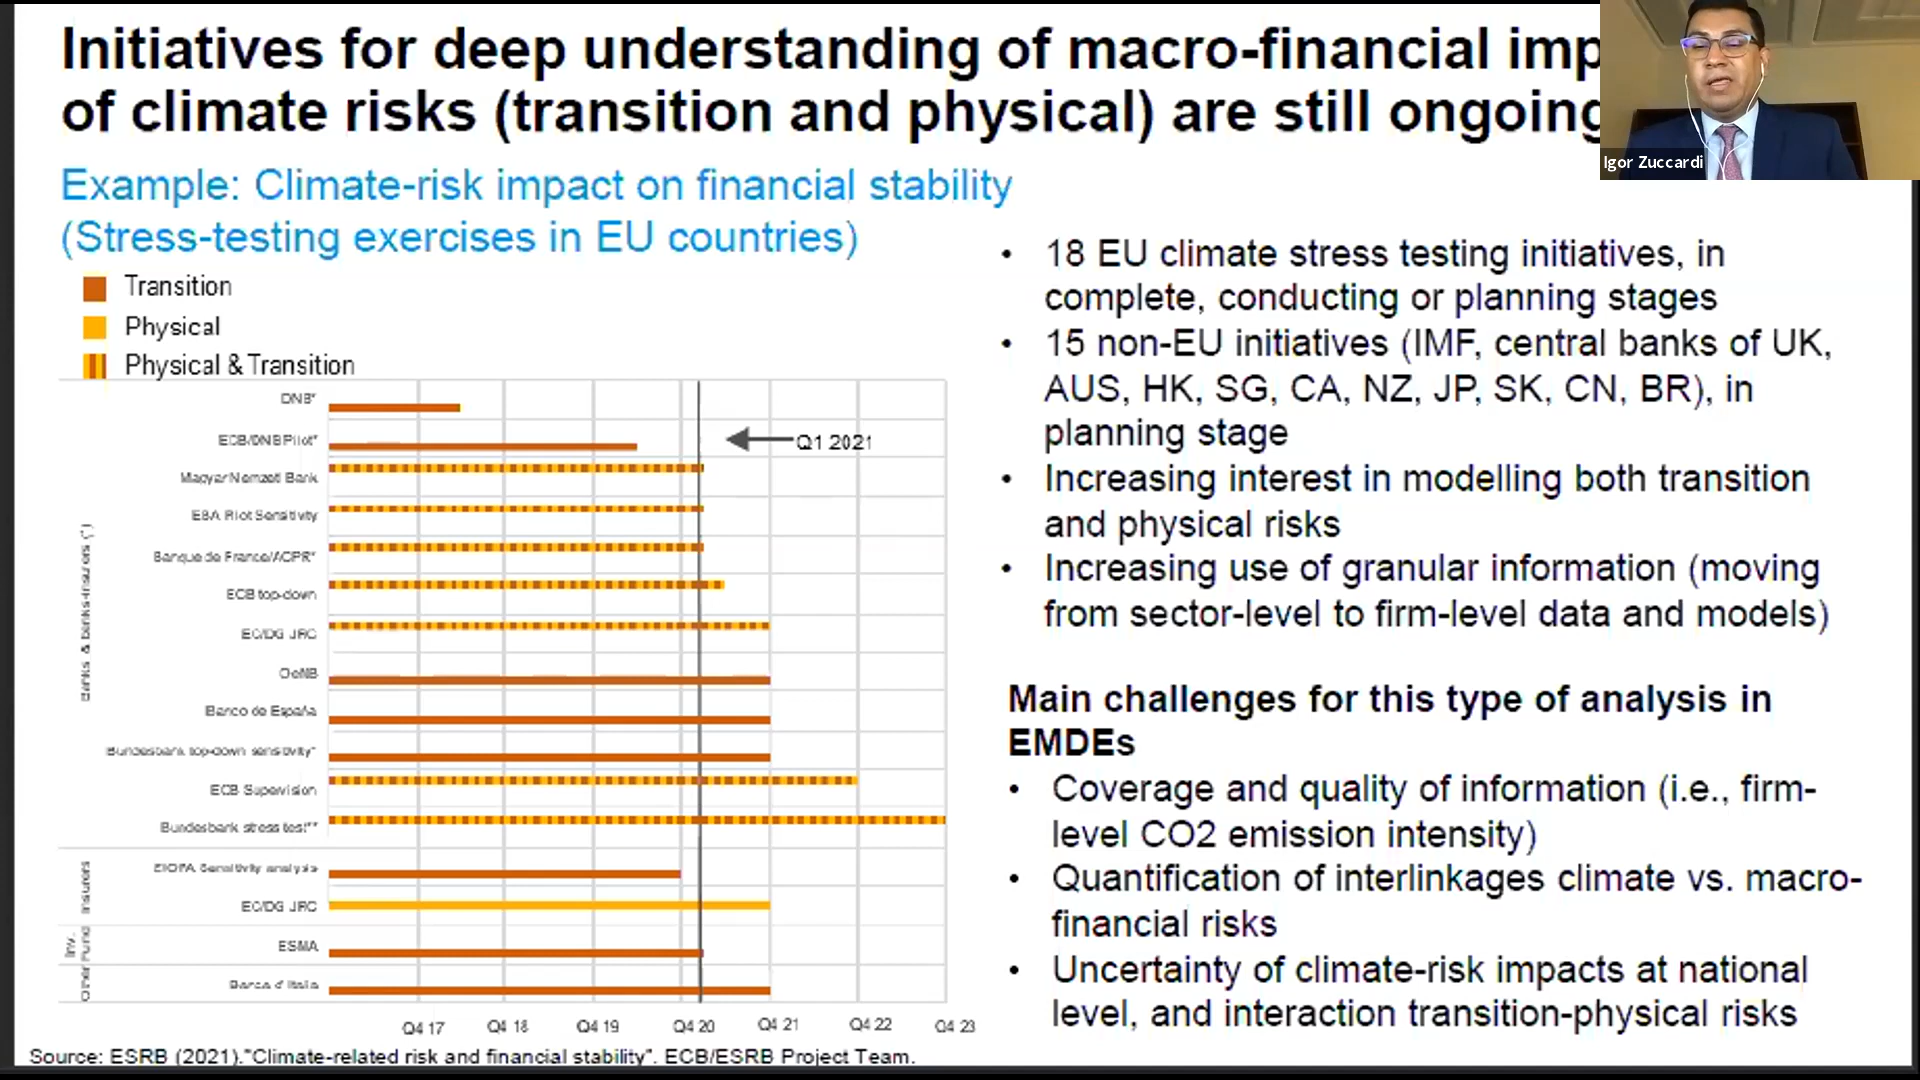 Initiatives for deep understanding of macro-financial imp
of climate risks (transition and physical) are still ongoing
Igor Zuccardi
Example: Climate-risk impact on financial stability
(Stress-testing exercises in EU countries)
Transition
Physical
Physical & Transition
DNB*
ECB/DNB Pilot*
Magyar Nemzeti Bank
EBA Pilot Sensitivity
Banque de France/ACPR*
ECB top-down
EC/DG JRC
OeNB
Banco de España
Bundesbank top-down sensitivity*
ECB Supervision
Bundesbank stress test**
EIOPA Sensitivity analysis
EC/DG JRC
ESMA
Banca d'Italia
Banks & banks-insurers (*)
Insurers
Inv. Fund
Other
Q1 2021
Q4 17 Q4 18 Q4 19 Q4 20 Q4 21 Q4 22 Q4 23
Source: ESRB (2021)."Climate-related risk and financial stability". ECB/ESRB Project Team.
• 18 EU climate stress testing initiatives, in
complete, conducting or planning stages
• 15 non-EU initiatives (IMF, central banks of UK,
AUS, HK, SG, CA, NZ, JP, SK, CN, BR), in
planning stage
• Increasing interest in modelling both transition
and physical risks
• Increasing use of granular information (moving
from sector-level to firm-level data and models)
Main challenges for this type of analysis in
EMDEs
• Coverage and quality of information (i.e., firm-
level CO2 emission intensity)
• Quantification of interlinkages climate vs. macro-
financial risks
• Uncertainty of climate-risk impacts at national
level, and interaction transition-physical risks